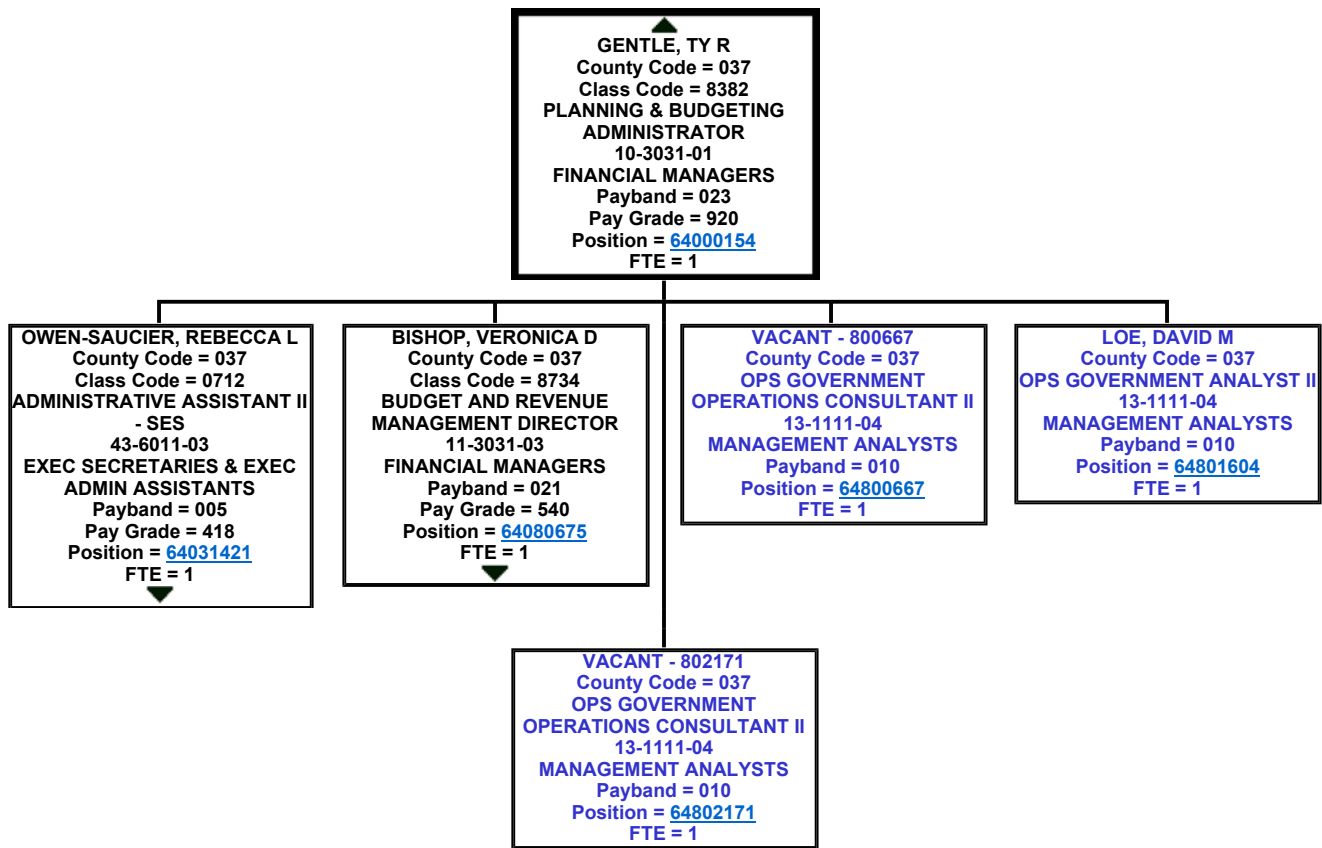 GENTLE, TY R
County Code = 037
Class Code = 8382
PLANNING & BUDGETING
ADMINISTRATOR
10-3031-01
FINANCIAL MANAGERS
Payband = 023
Pay Grade = 920
Position = 64000154
FTE = 1
OWEN-SAUCIER, REBECCA L
County Code = 037
Class Code = 0712
ADMINISTRATIVE ASSISTANT II
- SES
43-6011-03
EXEC SECRETARIES & EXEC
ADMIN ASSISTANTS
Payband = 005
Pay Grade = 418
Position = 64031421
FTE = 1
BISHOP, VERONICA D
County Code = 037
Class Code = 8734
BUDGET AND REVENUE
MANAGEMENT DIRECTOR
11-3031-03
FINANCIAL MANAGERS
Payband = 021
Pay Grade = 540
Position = 64080675
FTE = 1
VACANT - 800667
County Code = 037
OPS GOVERNMENT
OPERATIONS CONSULTANT II
13-1111-04
MANAGEMENT ANALYSTS
Payband = 010
Position = 64800667
FTE = 1
LOE, DAVID M
County Code = 037
OPS GOVERNMENT ANALYST II
13-1111-04
MANAGEMENT ANALYSTS
Payband = 010
Position = 64801604
FTE = 1
VACANT - 802171
County Code = 037
OPS GOVERNMENT
OPERATIONS CONSULTANT II
13-1111-04
MANAGEMENT ANALYSTS
Payband = 010
Position = 64802171
FTE = 1